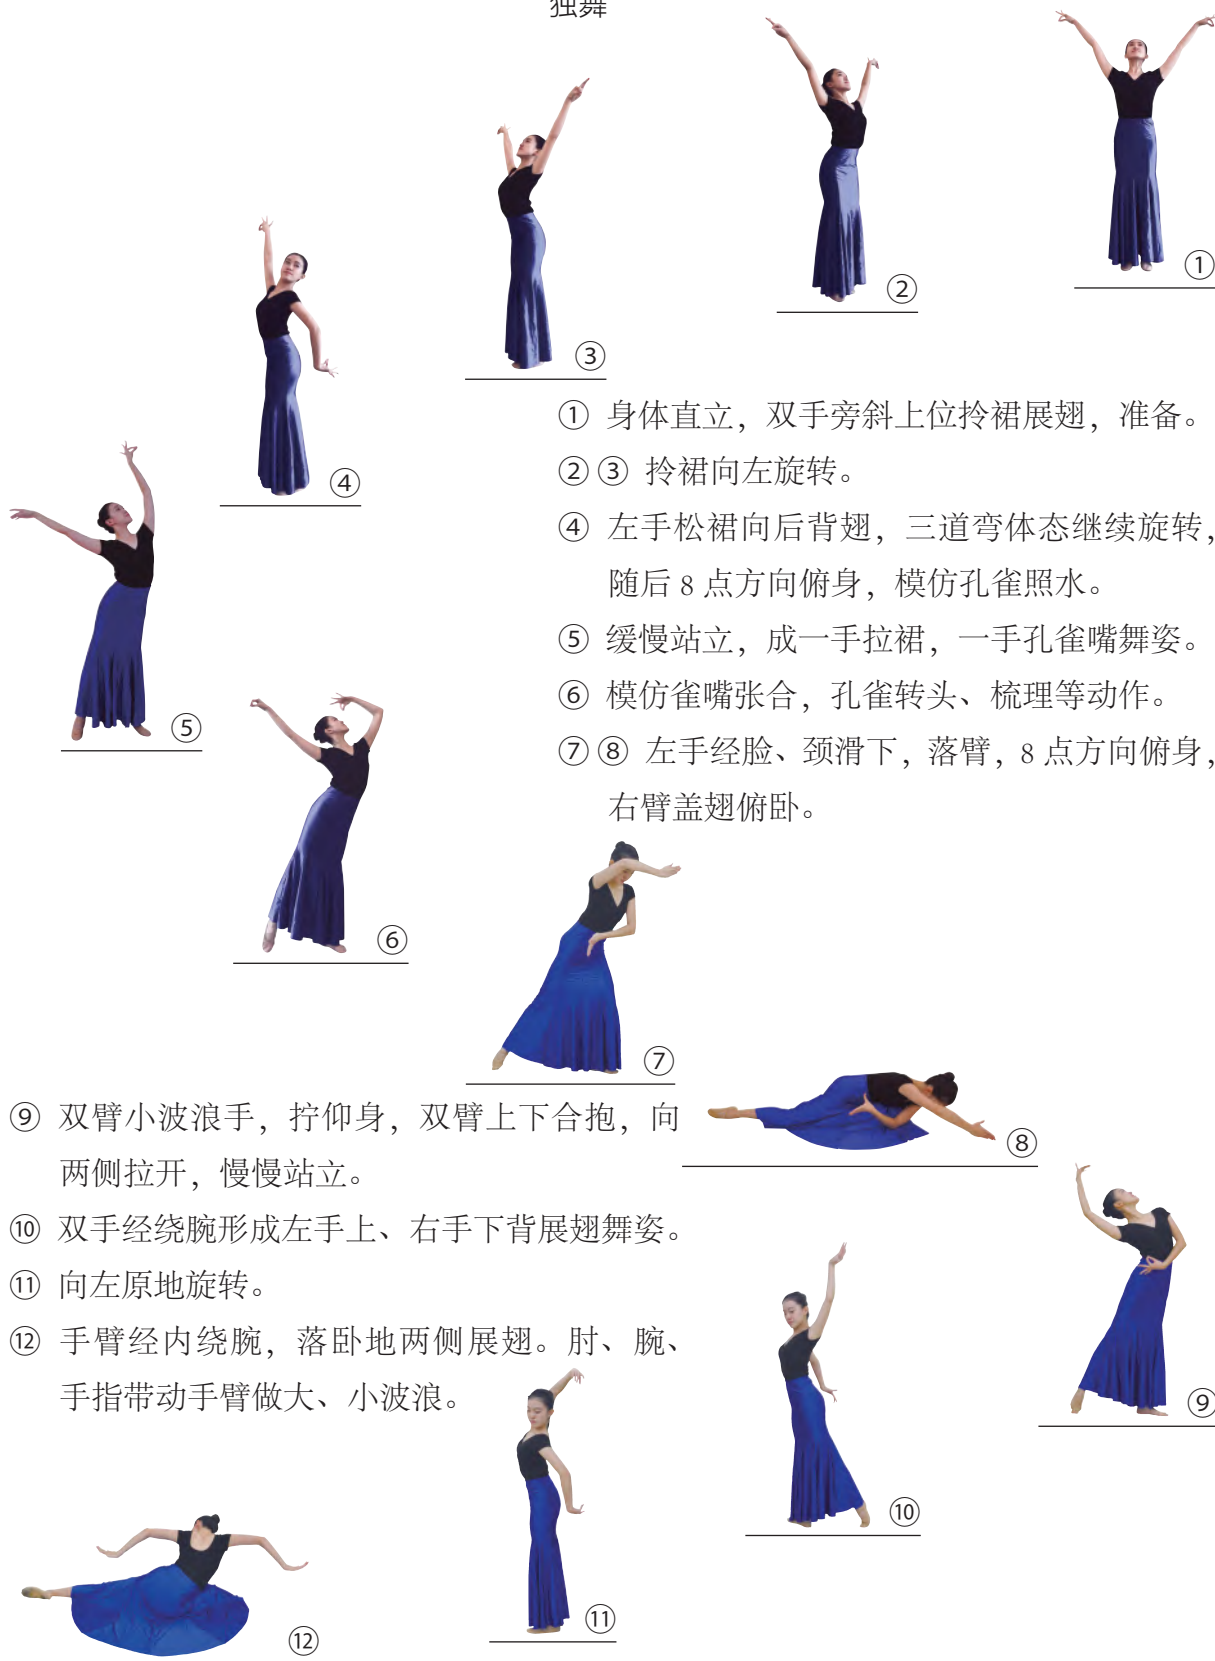 独舞
①
②
③
④
① 身体直立，双手旁斜上位拎裙展翅，准备。
②③ 拎裙向左旋转。
④ 左手松裙向后背翅，三道弯体态继续旋转，
随后 8 点方向俯身，模仿孔雀照水。
⑤ 缓慢站立，成一手拉裙，一手孔雀嘴舞姿。
⑥ 模仿雀嘴张合，孔雀转头、梳理等动作。
⑦⑧ 左手经脸、颈滑下，落臂，8 点方向俯身，
右臂盖翅俯卧。
⑤
⑥
⑦
⑧
⑨ 双臂小波浪手，拧仰身，双臂上下合抱，向
两侧拉开，慢慢站立。
⑩ 双手经绕腕形成左手上、右手下背展翅舞姿。
⑪ 向左原地旋转。
⑫ 手臂经内绕腕，落卧地两侧展翅。肘、腕、
手指带动手臂做大、小波浪。
⑨
⑩
⑪
⑫